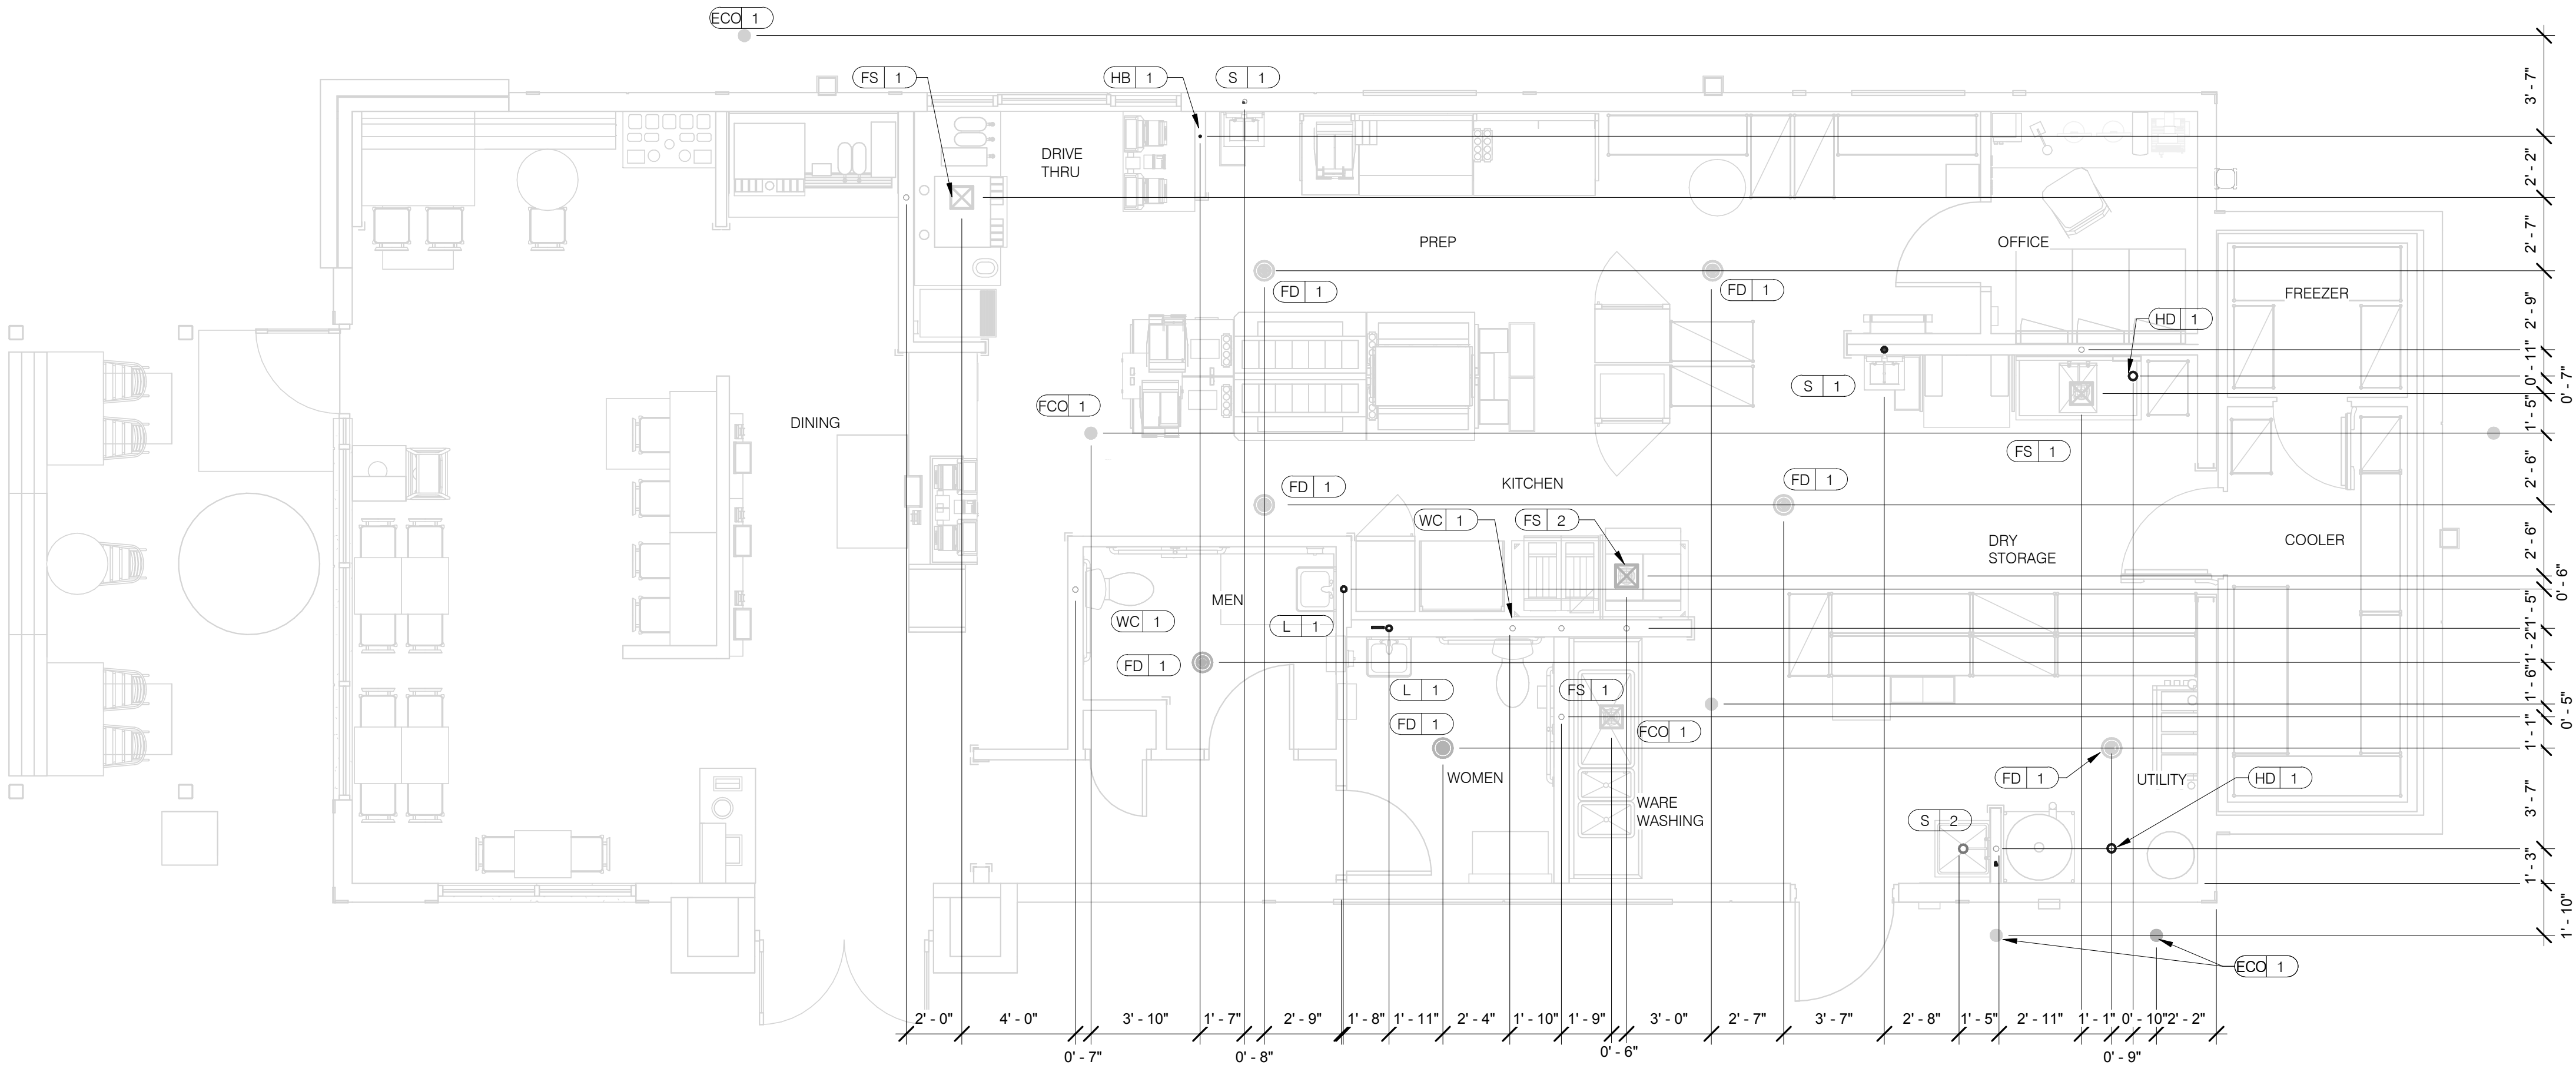 ECO 1
FS 1
HB 1
S 1
3' - 7"
DRIVE
THRU
2' - 2"
PREP
OFFICE
2' - 7"
FD 1
FD 1
FREEZER
HD 1
2' - 9"
0' - 11"
S 1
0' - 7"
FCO 1
1' - 5"
DINING
FS 1
FD 1
KITCHEN
FD 1
2' - 6"
WC 1
FS 2
DRY
STORAGE
COOLER
2' - 6"
0' - 6"
MEN
WC 1
L 1
1' - 5"
1' - 2"
FD 1
L 1
FS 1
1' - 6"
0' - 5"
FD 1
FCO 1
1' - 1"
WOMEN
FD 1
UTILITY
HD 1
WARE
WASHING
3' - 7"
S 2
1' - 3"
1' - 10"
ECO 1
2' - 0"
4' - 0"
3' - 10"
1' - 7"
2' - 9"
1' - 8"
1' - 11"
2' - 4"
1' - 10"
1' - 9"
3' - 0"
2' - 7"
3' - 7"
2' - 8"
1' - 5"
2' - 11"
1' - 1"
0' - 10"
2' - 2"
0' - 7"
0' - 8"
0' - 6"
0' - 9"